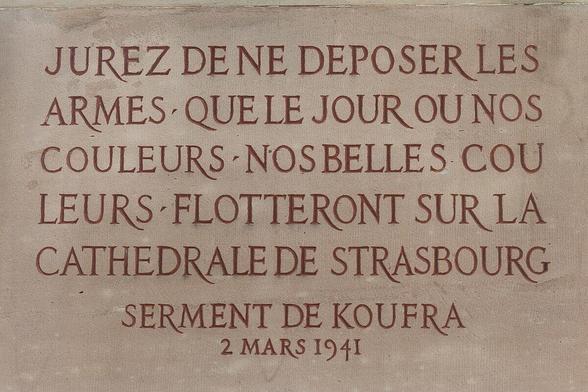 JUREZ DE NE DEPOSER LES
ARMES · QUE LE JOUR OU NOS
COULEURS · NOS BELLES COU
LEURS · FLOTTERONT SUR LA
CATHEDRALE DE STRASBOURG
SERMENT DE KOUFRA
2 MARS 1941